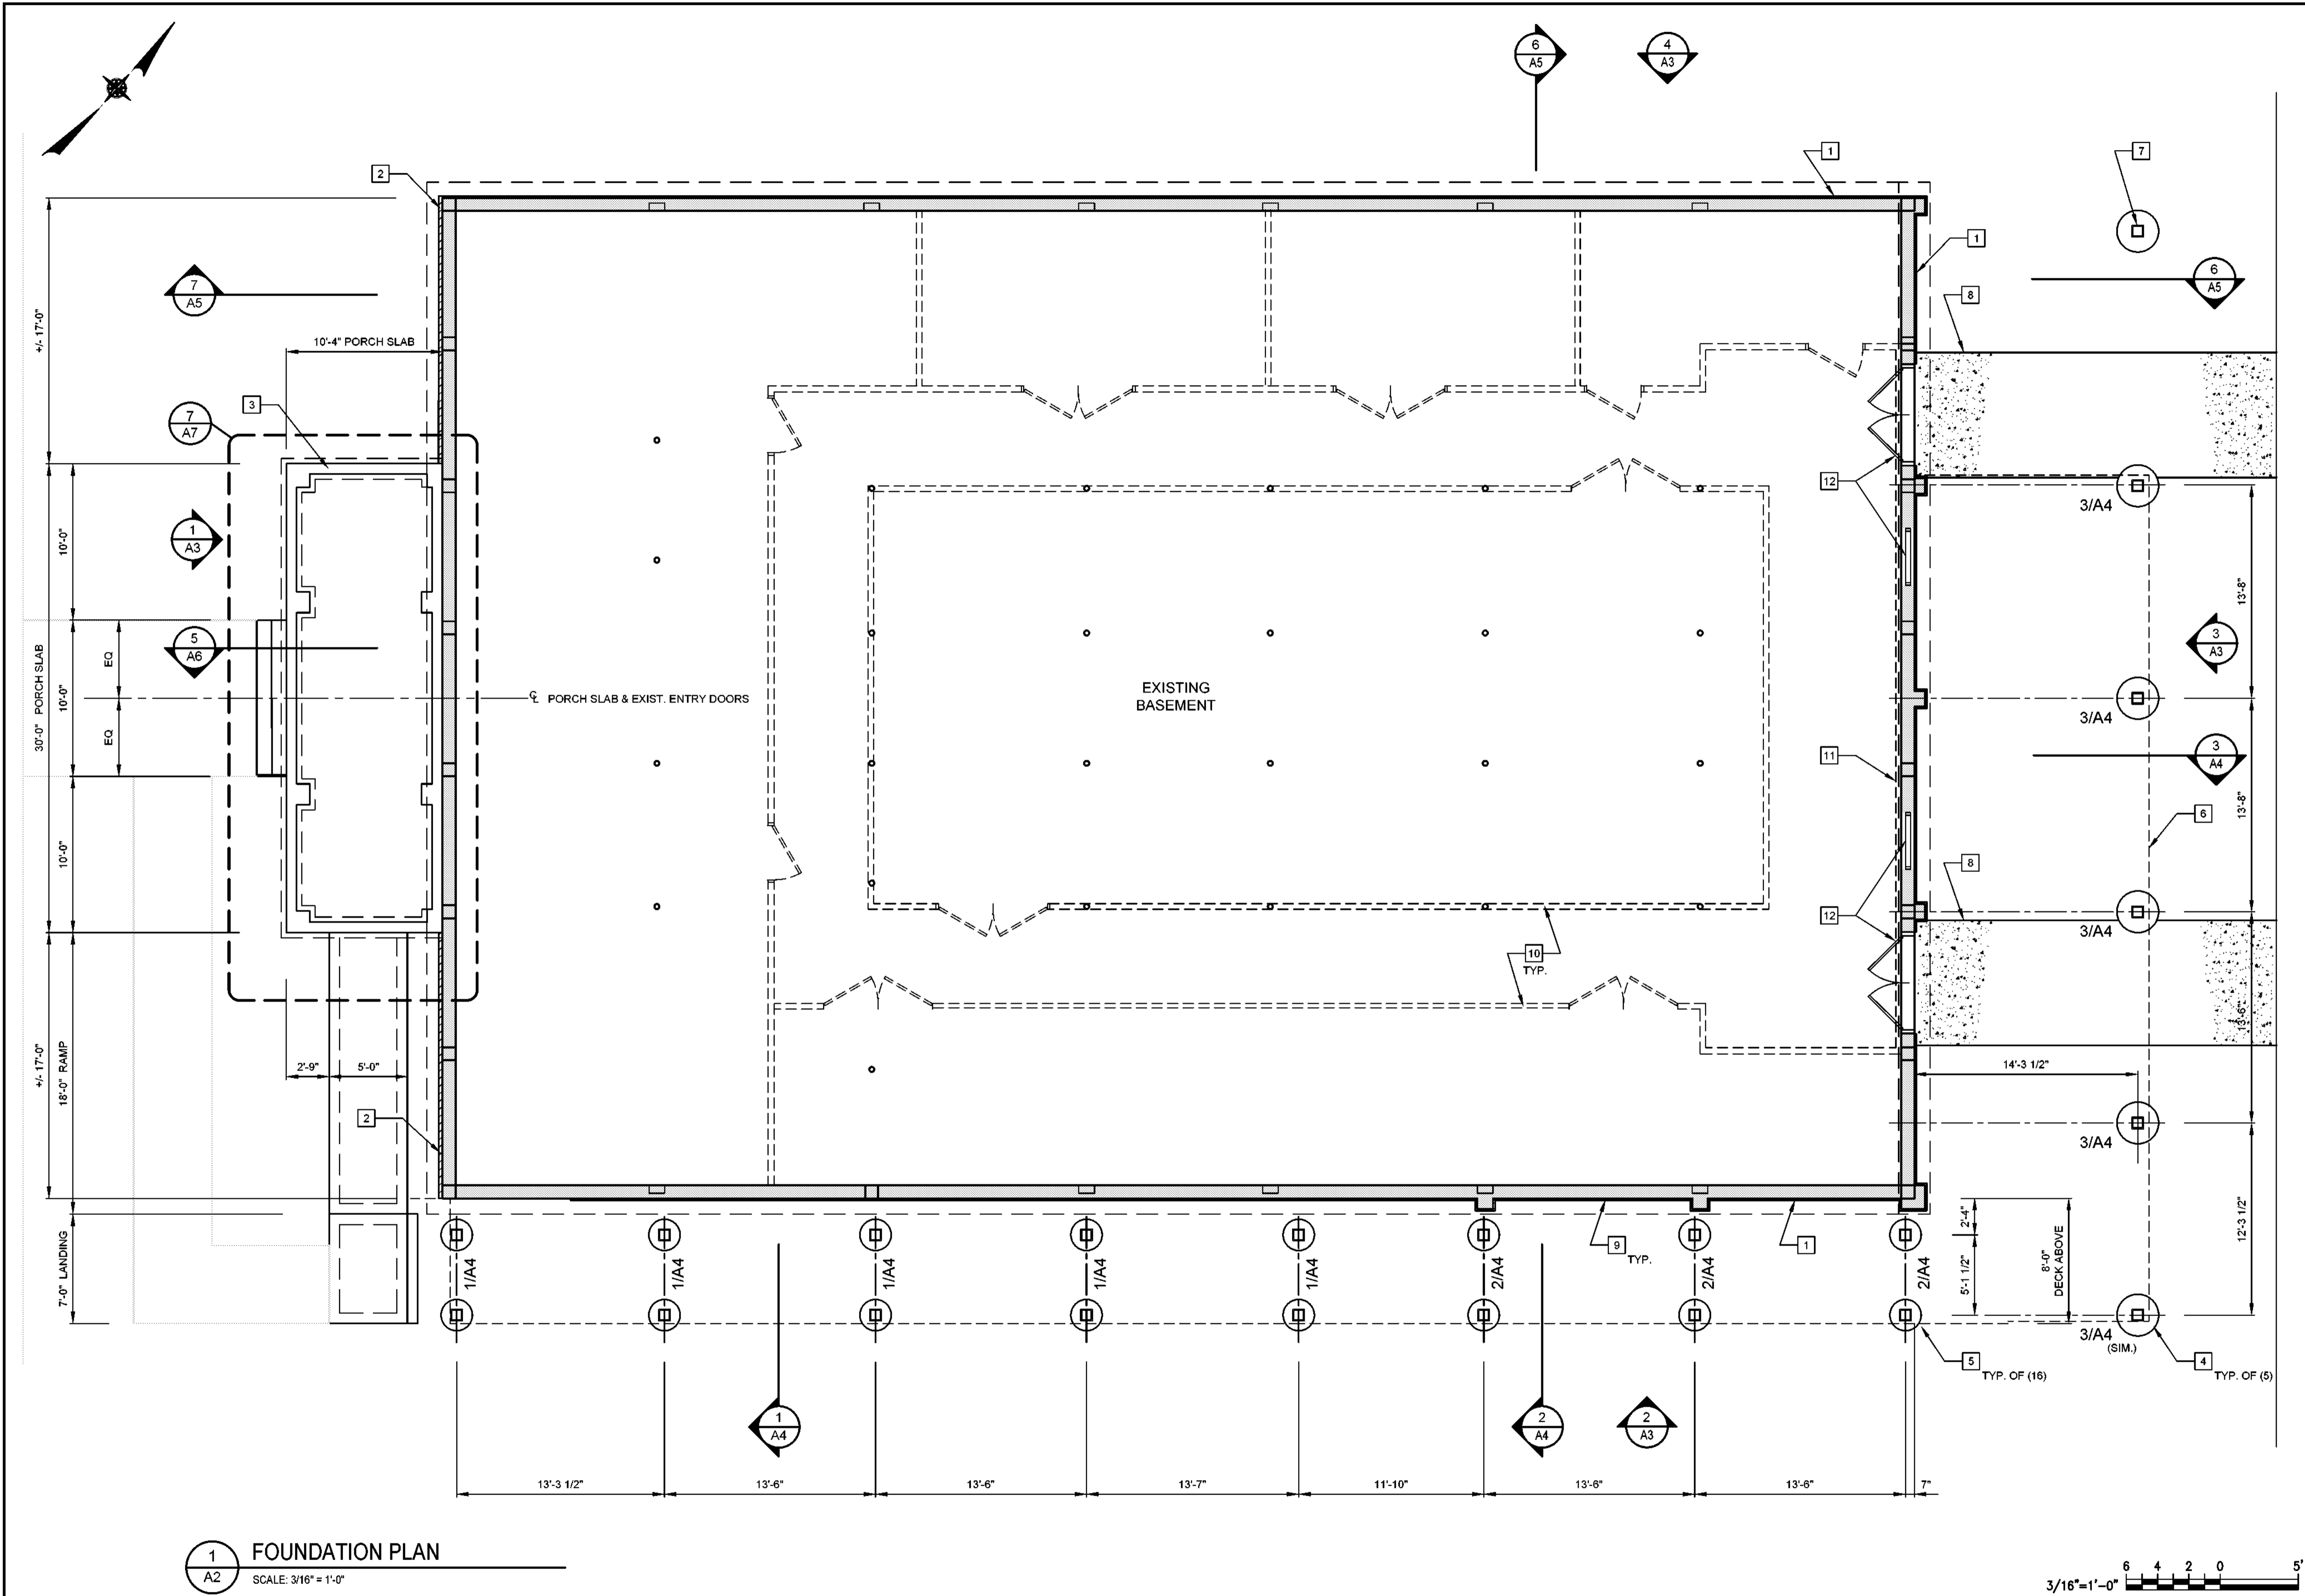 6
A5
4
A3
1
7
2
1
6
A5
7
A5
8
+/- 17'-0"
10'-4" PORCH SLAB
3
7
A7
12
3/A4
1
A3
10'-0"
13'-8"
5
A6
EQ
3
A3
30'-0" PORCH SLAB
10'-0"
EXISTING
BASEMENT
℄ PORCH SLAB & EXIST. ENTRY DOORS
3/A4
EQ
11
3
A4
13'-8"
6
10'-0"
8
12
3/A4
10
TYP.
13'-6"
+/- 17'-0"
18'-0" RAMP
2'-9"
5'-0"
14'-3 1/2"
2
3/A4
12'-3 1/2"
2'-4"
5'-1 1/2"
8'-0"
DECK ABOVE
7'-0" LANDING
1/A4
1/A4
1/A4
1/A4
1/A4
2/A4
2/A4
2/A4
9
TYP.
1
3/A4
(SIM.)
5
TYP. OF (16)
4
TYP. OF (5)
1
A4
2
A4
2
A3
13'-3 1/2"
13'-6"
13'-6"
13'-7"
11'-10"
13'-6"
13'-6"
7"
1
A2
FOUNDATION PLAN
SCALE: 3/16" = 1'-0"
6 4 2 0 5'
3/16"=1'-0"